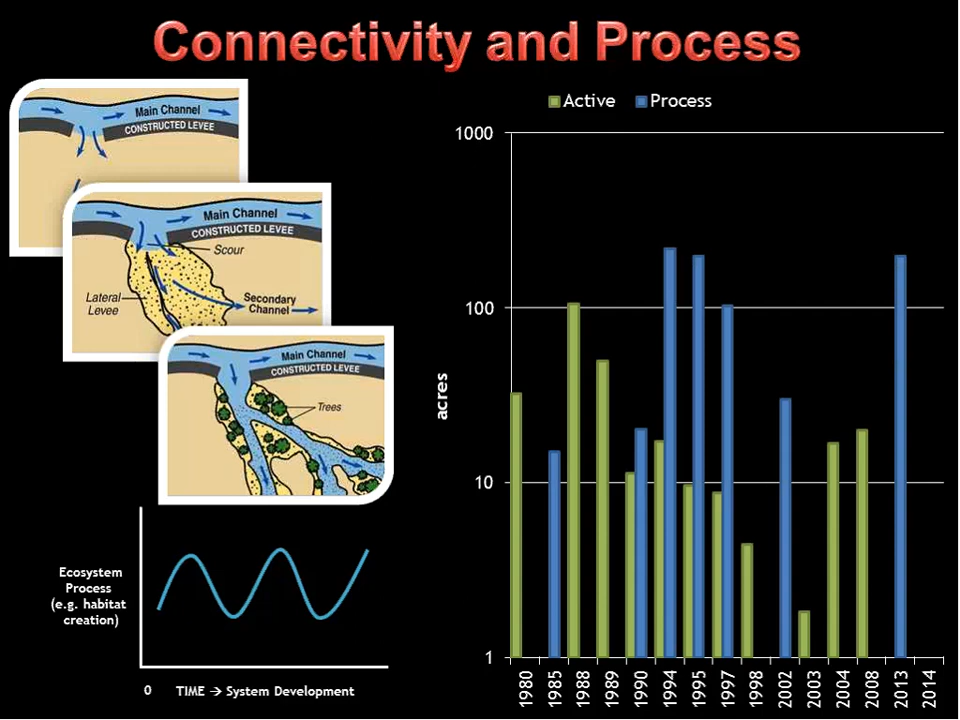 Connectivity and Process
Main Channel
CONSTRUCTED LEVEE
Main Channel
CONSTRUCTED LEVEE
Scour
Lateral
Levee
Secondary
Channel
Main Channel
CONSTRUCTED LEVEE
Trees
Ecosystem
Process
(e.g. habitat
creation)
0
TIME → System Development
Active
Process
1000
100
10
1
acres
1980
1985
1988
1989
1990
1994
1995
1997
1998
2002
2003
2004
2008
2013
2014